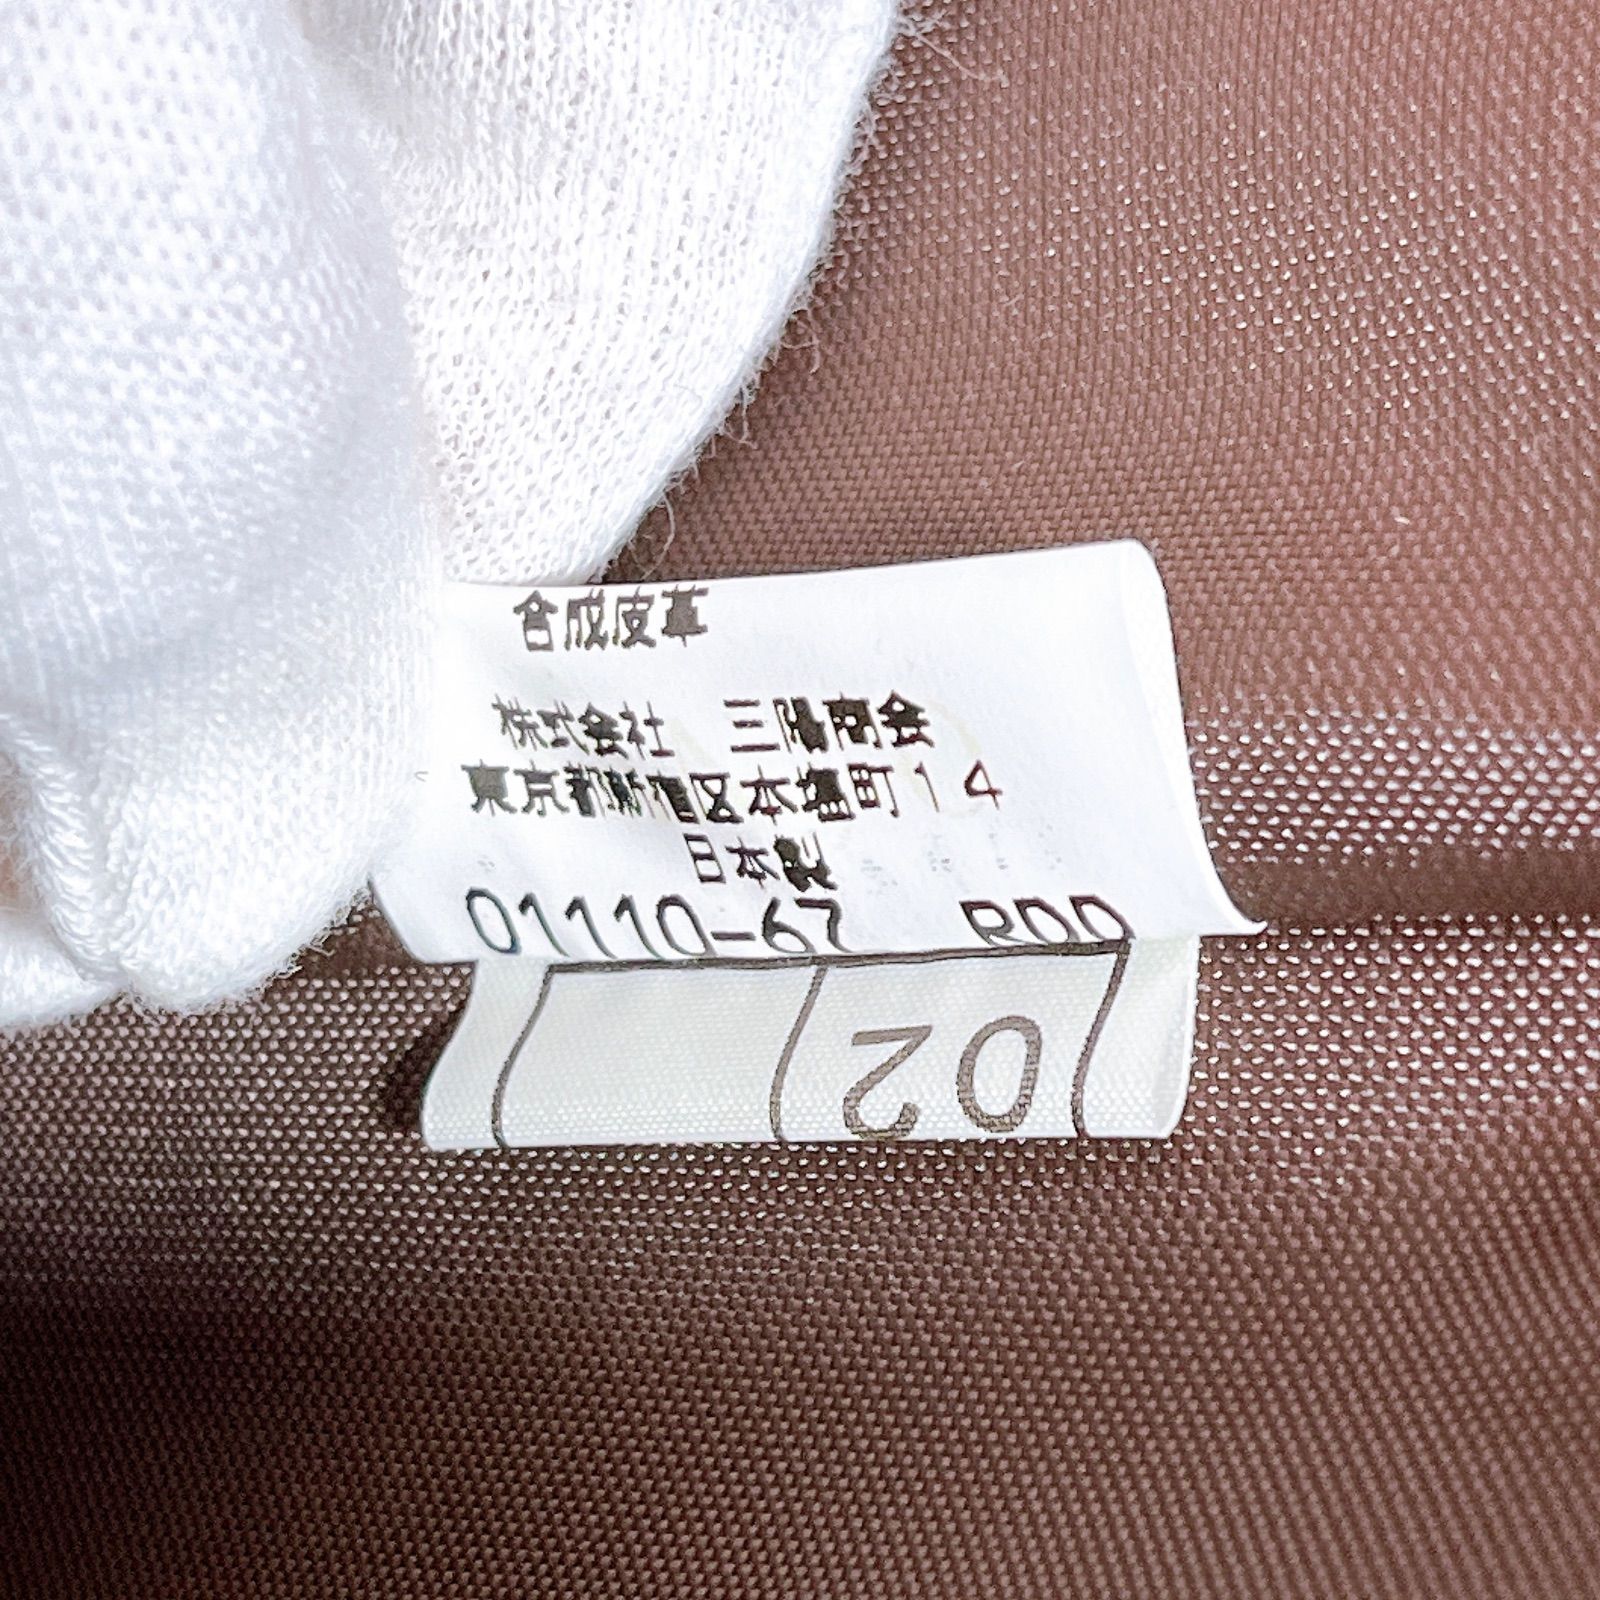 合成皮革
株式会社 三陽商会
東京都新宿区本塩町14
日本製
01110-67 R00
02